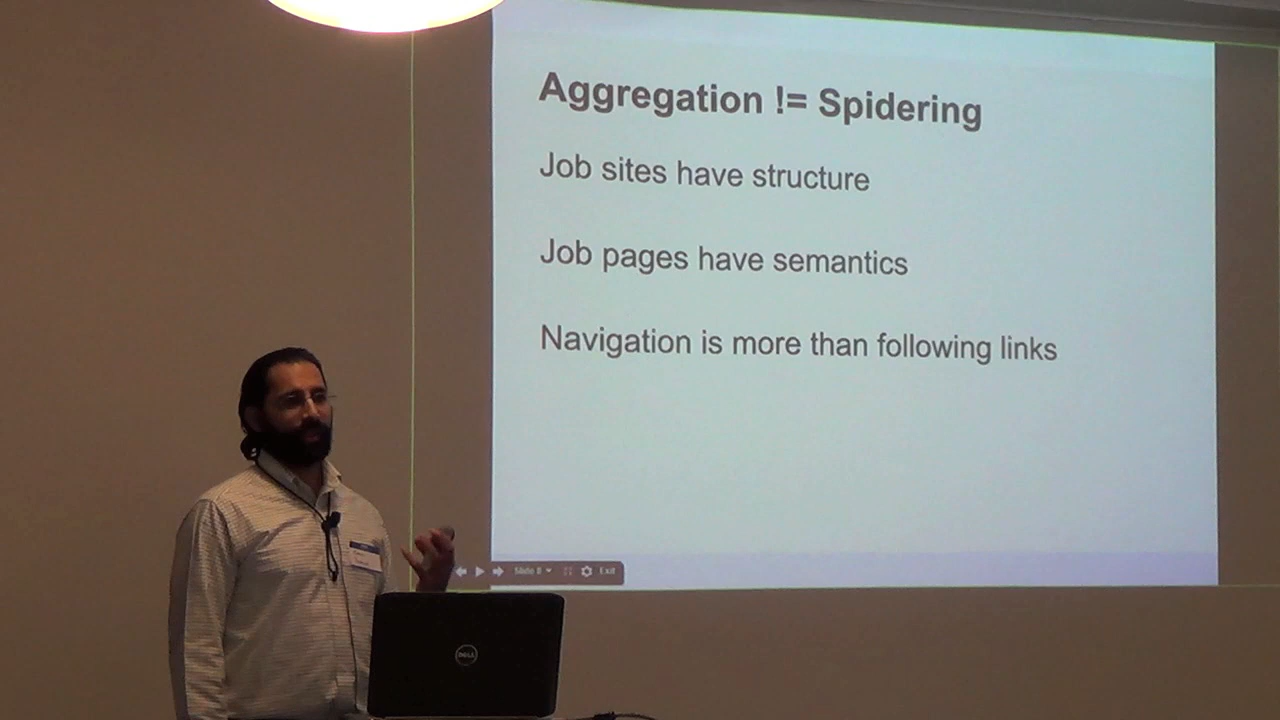 Aggregation != Spidering
Job sites have structure
Job pages have semantics
Navigation is more than following links
Slide 8
Exit
DELL